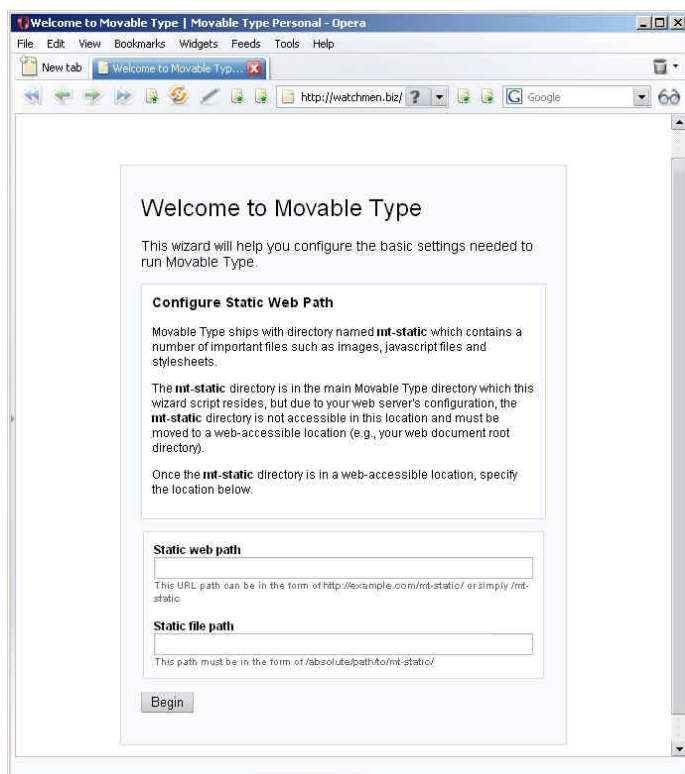 Welcome to Movable Type | Movable Type Personal - Opera
File Edit View Bookmarks Widgets Feeds Tools Help
New tab Welcome to Movable Typ...
http://watchmen.biz/ ? G Google
Welcome to Movable Type
This wizard will help you configure the basic settings needed to
run Movable Type.
Configure Static Web Path
Movable Type ships with directory named mt-static which contains a
number of important files such as images, javascript files and
stylesheets.
The mt-static directory is in the main Movable Type directory which this
wizard script resides, but due to your web server's configuration, the
mt-static directory is not accessible in this location and must be
moved to a web-accessible location (e.g., your web document root
directory).
Once the mt-static directory is in a web-accessible location, specify
the location below.
Static web path
This URL path can be in the form of http://example.com/mt-static/ or simply /mt-
static
Static file path
This path must be in the form of /absolute/path/to/mt-static/
Begin